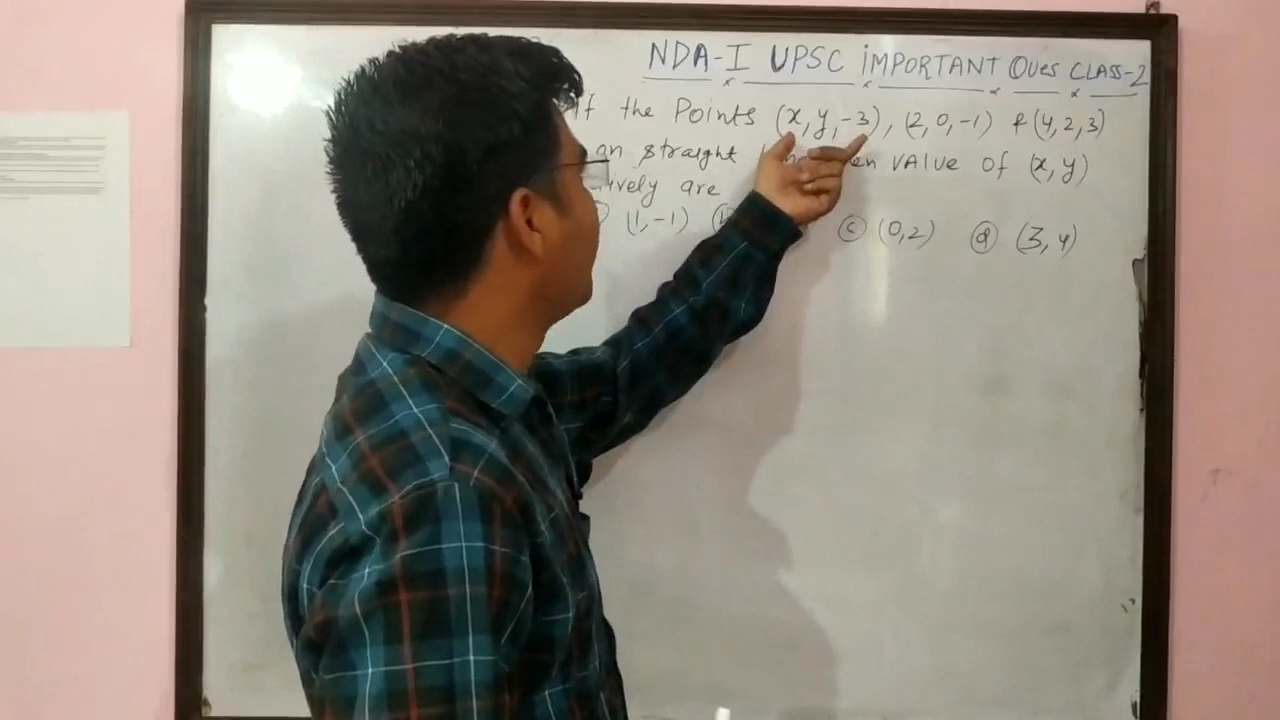 NDA-I UPSC iMPORTANT Ques CLASS-2
If the Points (x,y,-3), (2,0,-1) & (4,2,3)
an straight VALUE of (x,y)
are
(1,-1) ⓒ (0,2) ⓓ (3,4)